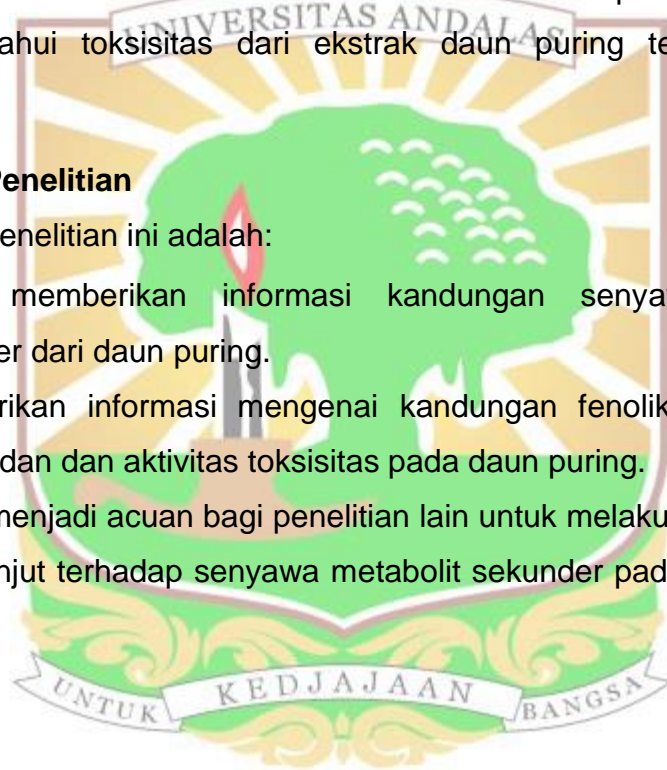 UNIVERSITAS ANDALAS
ahui toksisitas dari ekstrak daun puring te
Penelitian
enelitian ini adalah:
memberikan informasi kandungan senya
er dari daun puring.
rikan informasi mengenai kandungan fenolik
dan dan aktivitas toksisitas pada daun puring.
menjadi acuan bagi penelitian lain untuk melaku
njut terhadap senyawa metabolit sekunder pad
UNTUK KEDJAJAAN BANGSA